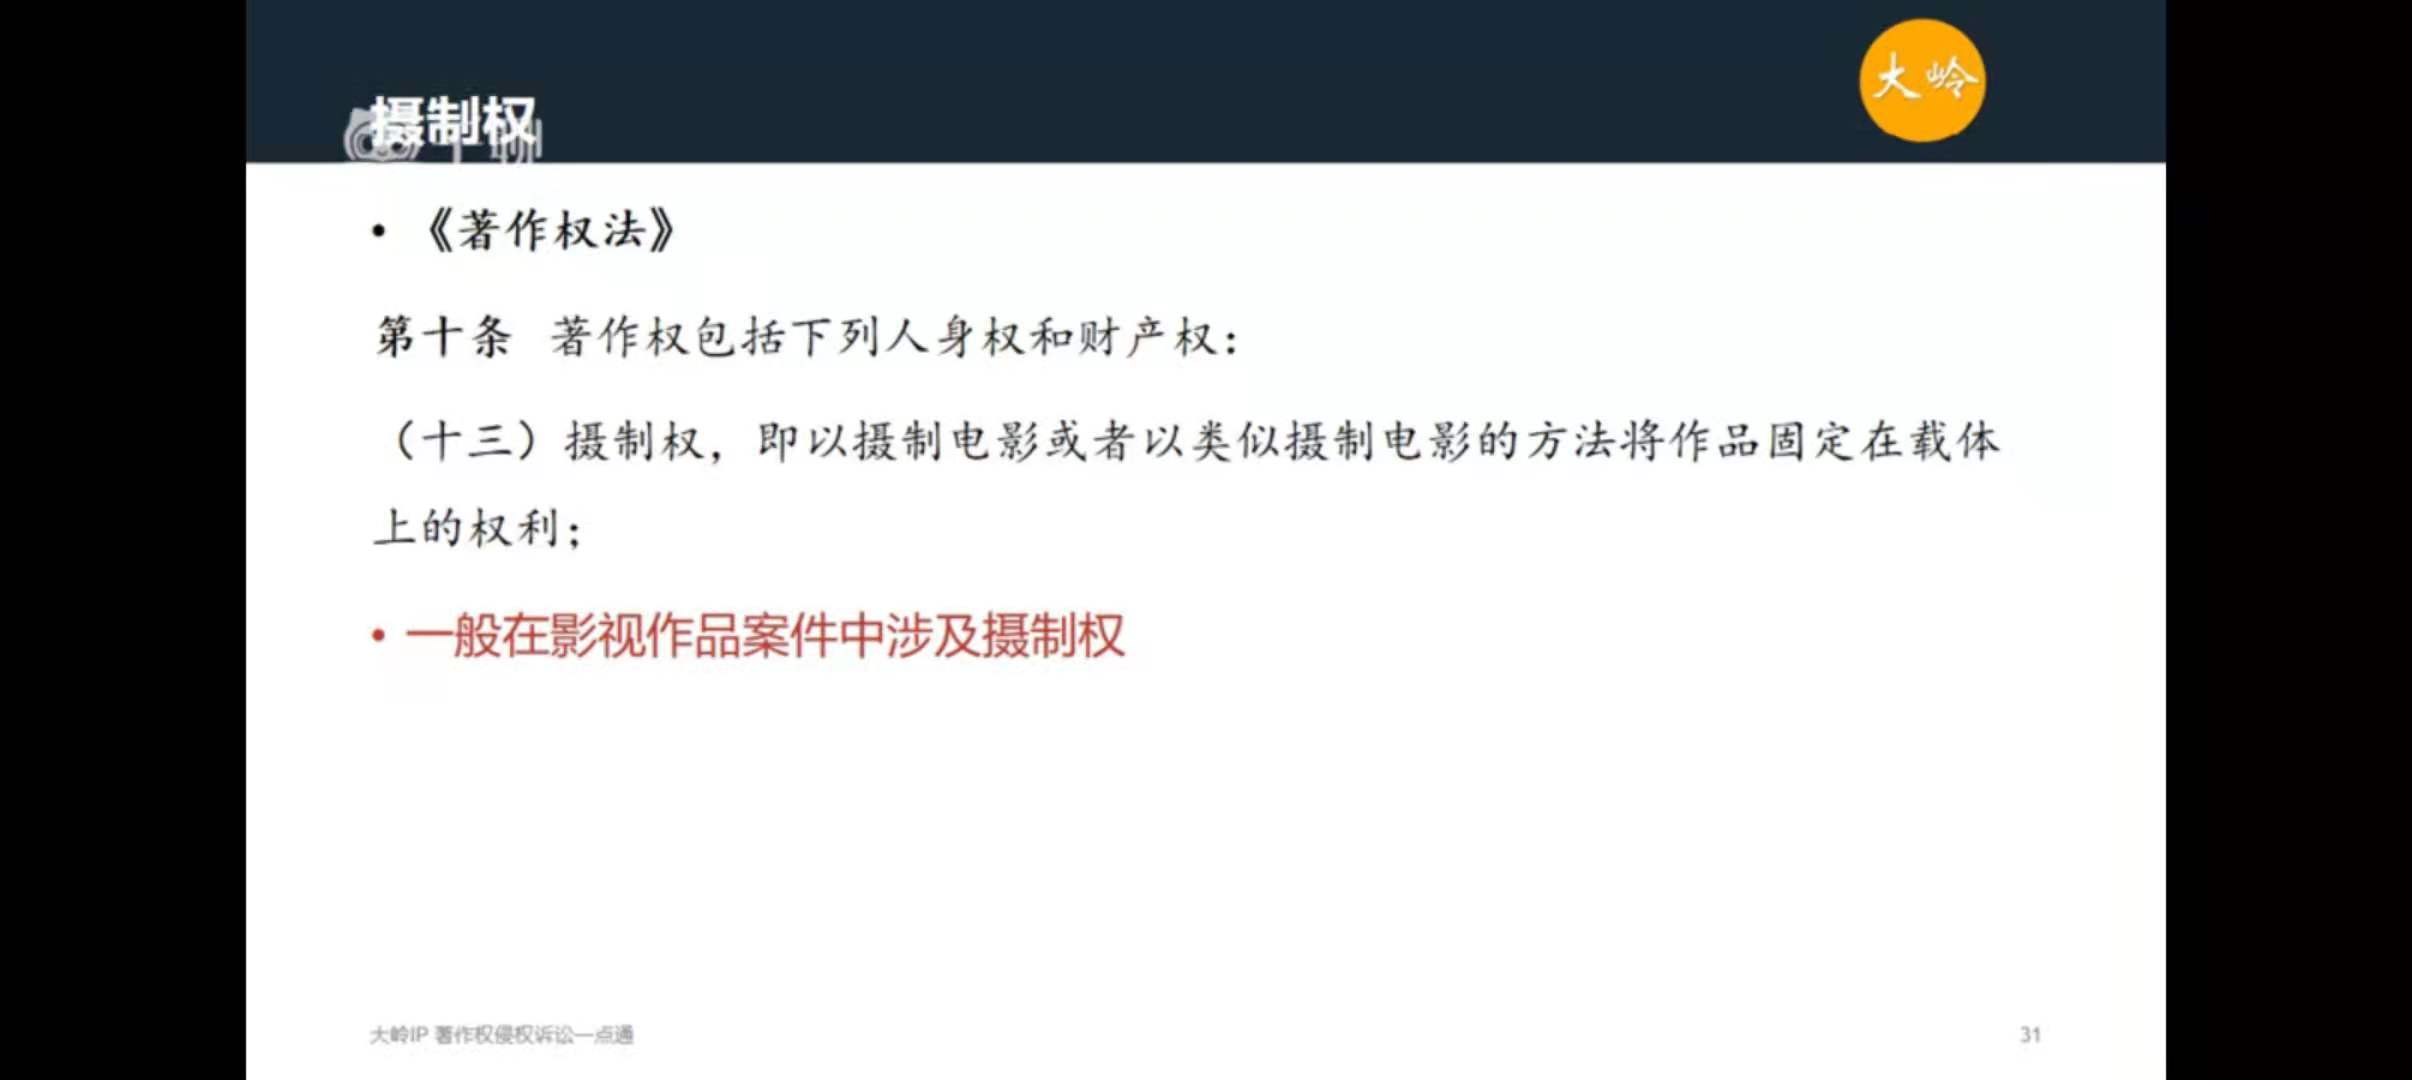 大岭
摄制权
• 《著作权法》
第十条 著作权包括下列人身权和财产权：
（十三）摄制权，即以摄制电影或者以类似摄制电影的方法将作品固定在载体
上的权利；
• 一般在影视作品案件中涉及摄制权
大岭IP 著作权侵权诉讼一点通
31